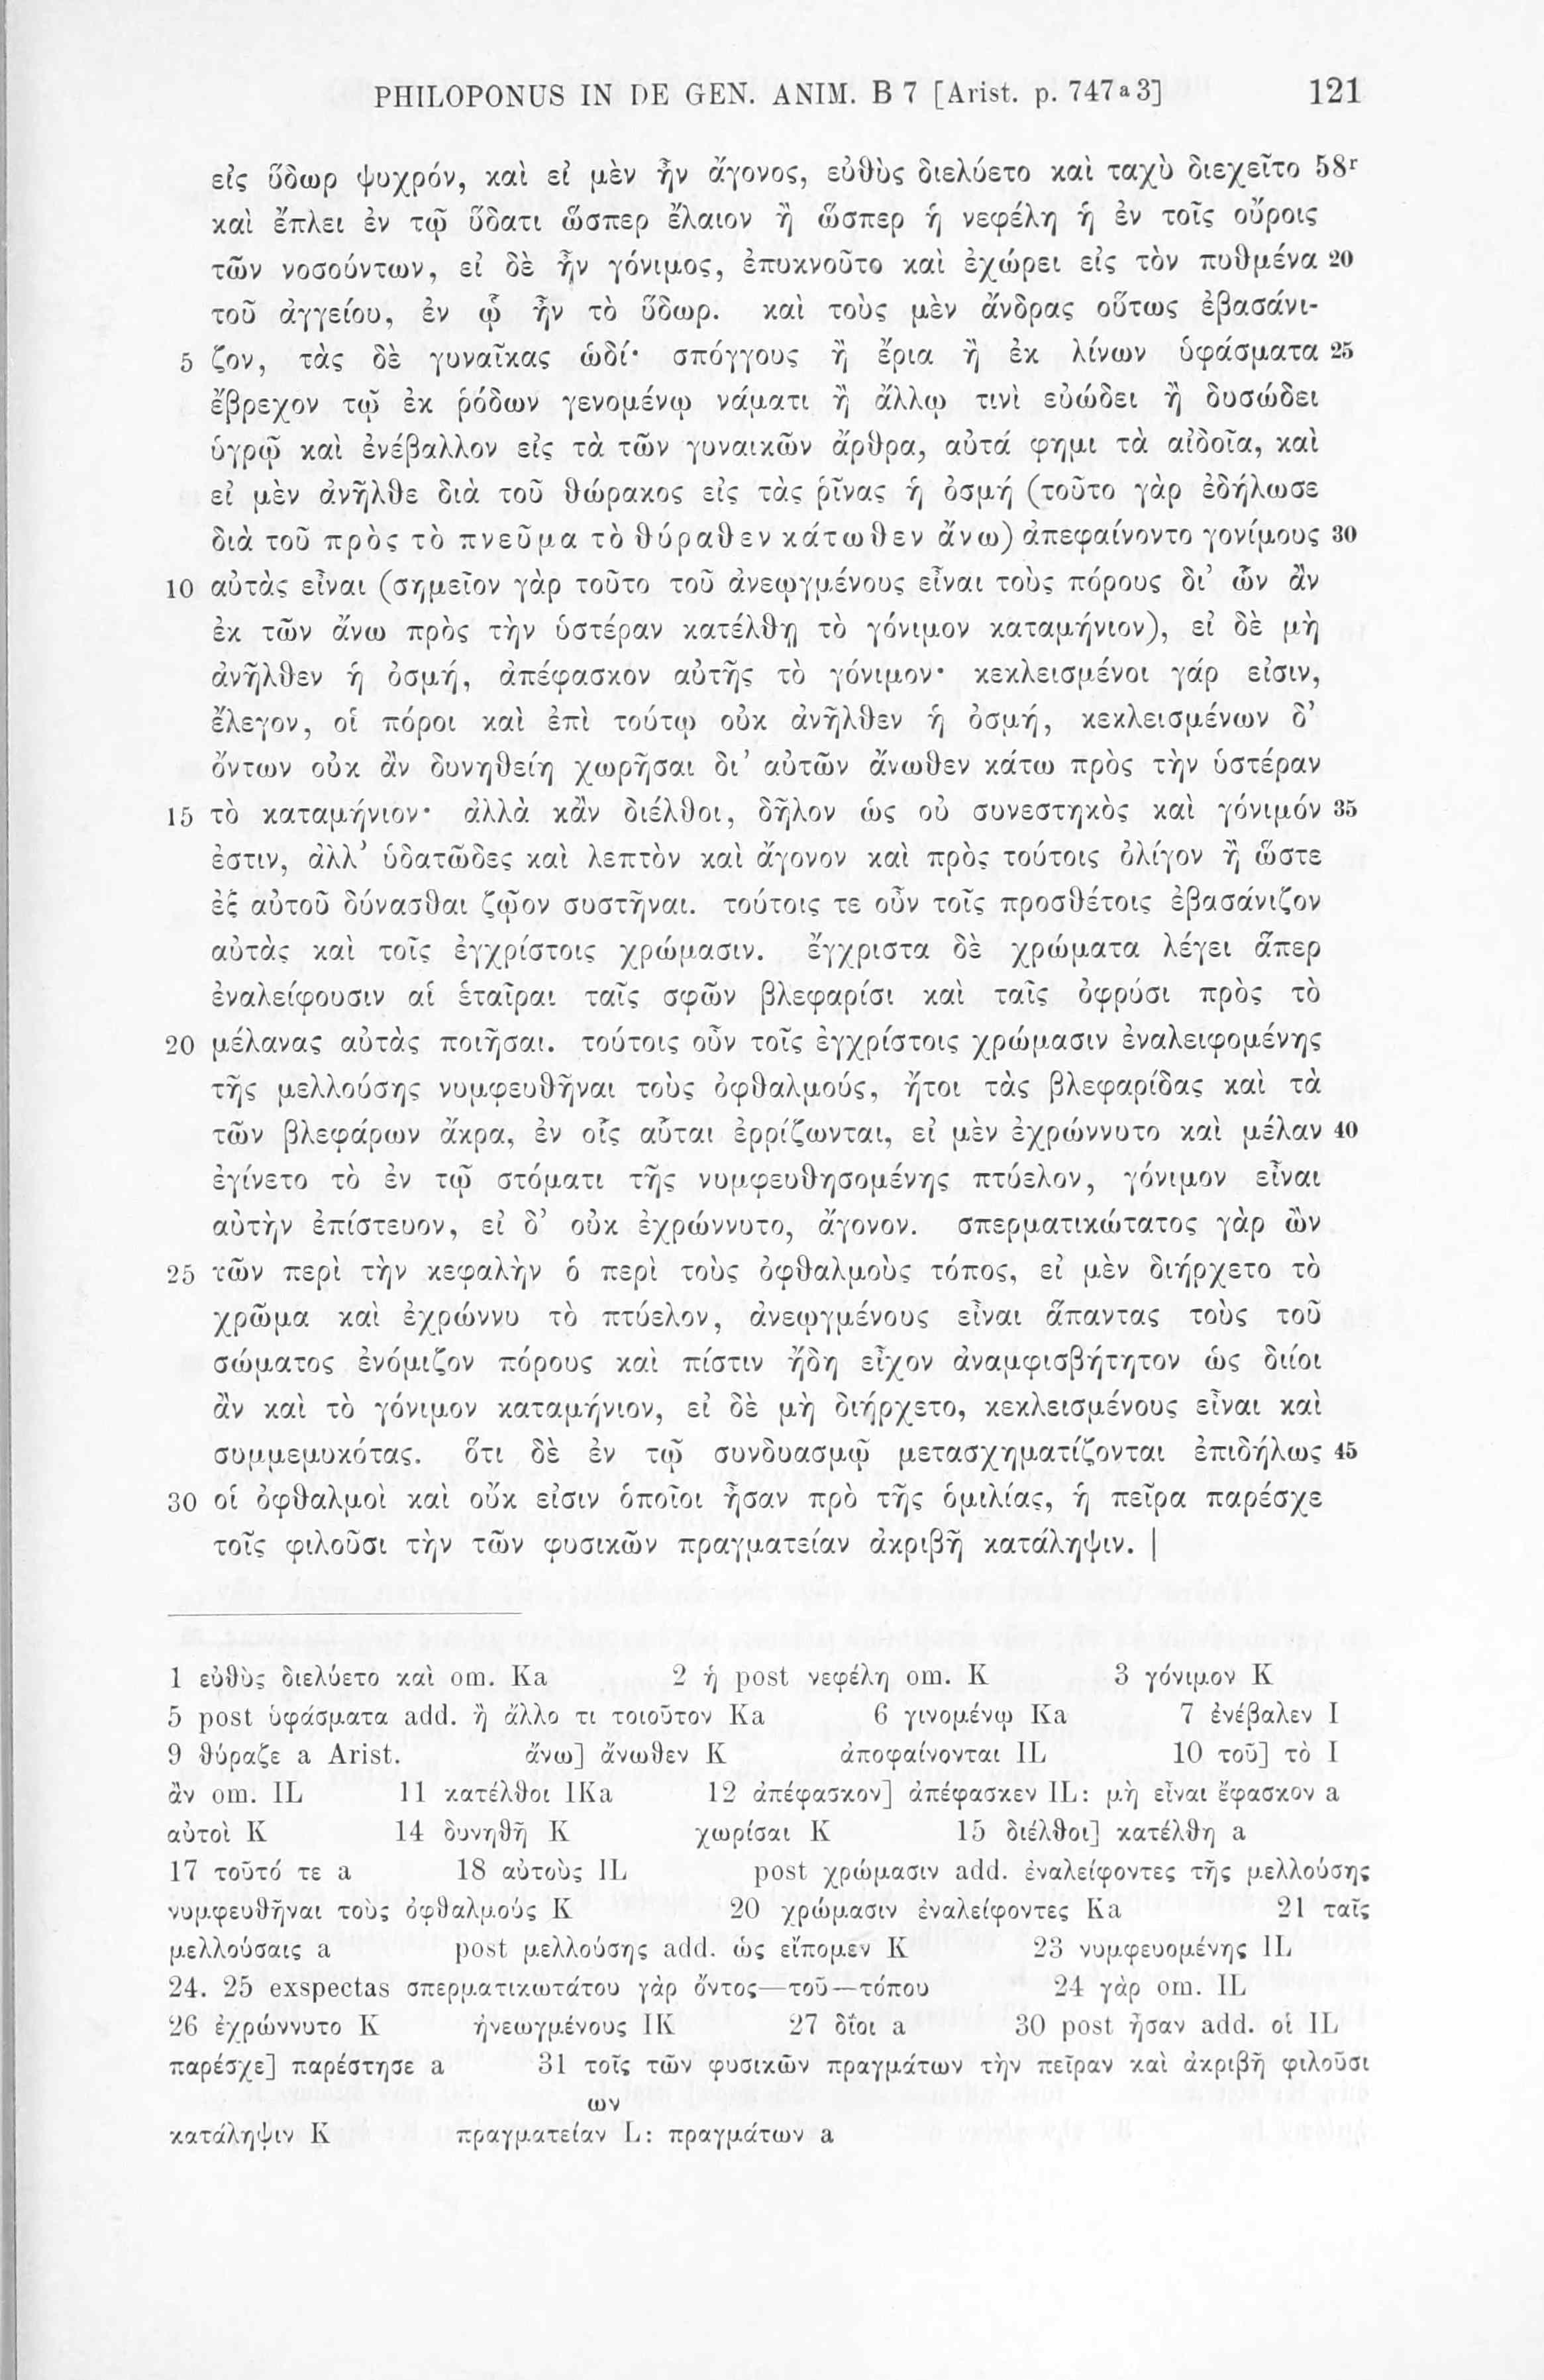 PHILOPONUS IN DE GEN. ANIM. B 7 [Arist. p. 747ª3] 121
εἰς ὕδωρ ψυχρόν, καὶ εἰ μὲν ἦν ἄγονος, εὐθὺς διελύετο καὶ ταχὺ διεχεῖτο 58ʳ
καὶ ἔπλει ἐν τῷ ὕδατι ὥσπερ ἔλαιον ἢ ὥσπερ ἡ νεφέλη ἡ ἐν τοῖς οὔροις
τῶν νοσούντων, εἰ δὲ ἦν γόνιμος, ἐπυκνοῦτο καὶ ἐχώρει εἰς τὸν πυθμένα 20
τοῦ ἀγγείου, ἐν ᾧ ἦν τὸ ὕδωρ. καὶ τοὺς μὲν ἄνδρας οὕτως ἐβασάνι-
5 ζον, τὰς δὲ γυναῖκας ὡδί· σπόγγους ἢ ἔρια ἢ ἐκ λίνων ὑφάσματα 25
ἔβρεχον τῷ ἐκ ῥόδων γενομένῳ νάματι ἢ ἄλλῳ τινὶ εὐώδει ἢ δυσώδει
ὑγρῷ καὶ ἐνέβαλλον εἰς τὰ τῶν γυναικῶν ἄρθρα, αὐτά φημι τὰ αἰδοῖα, καὶ
εἰ μὲν ἀνῆλθε διὰ τοῦ θώρακος εἰς τὰς ῥῖνας ἡ ὀσμή (τοῦτο γὰρ ἐδήλωσε
διὰ τοῦ πρὸς τὸ πνεῦμα τὸ θύραθεν κάτωθεν ἄνω) ἀπεφαίνοντο γονίμους 30
10 αὐτὰς εἶναι (σημεῖον γὰρ τοῦτο τοῦ ἀνεῳγμένους εἶναι τοὺς πόρους δι’ ὧν ἂν
ἐκ τῶν ἄνω πρὸς τὴν ὑστέραν κατέλθῃ τὸ γόνιμον καταμήνιον), εἰ δὲ μὴ
ἀνῆλθεν ἡ ὀσμή, ἀπέφασκον αὐτῆς τὸ γόνιμον· κεκλεισμένοι γάρ εἰσιν,
ἔλεγον, οἱ πόροι καὶ ἐπὶ τούτῳ οὐκ ἀνῆλθεν ἡ ὀσμή, κεκλεισμένων δ’
ὄντων οὐκ ἂν δυνηθείη χωρῆσαι δι’ αὐτῶν ἄνωθεν κάτω πρὸς τὴν ὑστέραν
15 τὸ καταμήνιον· ἀλλὰ κἂν διέλθοι, δῆλον ὡς οὐ συνεστηκὸς καὶ γόνιμόν 35
ἐστιν, ἀλλ’ ὑδατῶδες καὶ λεπτὸν καὶ ἄγονον καὶ πρὸς τούτοις ὀλίγον ἢ ὥστε
ἐξ αὐτοῦ δύνασθαι ζῷον συστῆναι. τούτοις τε οὖν τοῖς προσθέτοις ἐβασάνιζον
αὐτὰς καὶ τοῖς ἐγχρίστοις χρώμασιν. ἔγχριστα δὲ χρώματα λέγει ἅπερ
ἐναλείφουσιν αἱ ἑταῖραι ταῖς σφῶν βλεφαρίσι καὶ ταῖς ὀφρύσι πρὸς τὸ
20 μέλανας αὐτὰς ποιῆσαι. τούτοις οὖν τοῖς ἐγχρίστοις χρώμασιν ἐναλειφομένης
τῆς μελλούσης νυμφευθῆναι τοὺς ὀφθαλμούς, ἤτοι τὰς βλεφαρίδας καὶ τὰ
τῶν βλεφάρων ἄκρα, ἐν οἷς αὗται ἐρρίζωνται, εἰ μὲν ἐχρώννυτο καὶ μέλαν 40
ἐγίνετο τὸ ἐν τῷ στόματι τῆς νυμφευθησομένης πτύελον, γόνιμον εἶναι
αὐτὴν ἐπίστευον, εἰ δ’ οὐκ ἐχρώννυτο, ἄγονον. σπερματικώτατος γὰρ ὢν
25 τῶν περὶ τὴν κεφαλὴν ὁ περὶ τοὺς ὀφθαλμοὺς τόπος, εἰ μὲν διήρχετο τὸ
χρῶμα καὶ ἐχρώννυ τὸ πτύελον, ἀνεῳγμένους εἶναι ἅπαντας τοὺς τοῦ
σώματος ἐνόμιζον πόρους καὶ πίστιν ἤδη εἶχον ἀναμφισβήτητον ὡς διίοι
ἂν καὶ τὸ γόνιμον καταμήνιον, εἰ δὲ μὴ διήρχετο, κεκλεισμένους εἶναι καὶ
συμμεμυκότας. ὅτι δὲ ἐν τῷ συνδυασμῷ μετασχηματίζονται ἐπιδήλως 45
30 οἱ ὀφθαλμοὶ καὶ οὔκ εἰσιν ὁποῖοι ἦσαν πρὸ τῆς ὁμιλίας, ἡ πεῖρα παρέσχε
τοῖς φιλοῦσι τὴν τῶν φυσικῶν πραγματείαν ἀκριβῆ κατάληψιν. |
1 εὐθὺς διελύετο καὶ om. Ka 2 ἡ post νεφέλη om. K 3 γόνιμον K
5 post ὑφάσματα add. ἢ ἄλλο τι τοιοῦτον Ka 6 γινομένῳ Ka 7 ἐνέβαλεν I
9 θύραζε a Arist. ἄνω] ἄνωθεν K ἀποφαίνονται IL 10 τοῦ] τὸ I
ἂν om. IL 11 κατέλθοι IKa 12 ἀπέφασκον] ἀπέφασκεν IL: μὴ εἶναι ἔφασκον a
αὐτοὶ K 14 δυνηθῆ K χωρίσαι K 15 διέλθοι] κατέλθη a
17 τοῦτό τε a 18 αὐτοὺς IL post χρώμασιν add. ἐναλείφοντες τῆς μελλούσης
νυμφευθῆναι τοὺς ὀφθαλμούς K 20 χρώμασιν ἐναλείφοντες Ka 21 ταῖς
μελλούσαις a post μελλούσης add. ὡς εἴπομεν K 23 νυμφευομένης IL
24. 25 exspectas σπερματικωτάτου γὰρ ὄντος—τοῦ—τόπου 24 γὰρ om. IL
26 ἐχρώννυτο K ἠνεωγμένους IK 27 δῖοι a 30 post ἦσαν add. οἱ IL
παρέσχε] παρέστησε a 31 τοῖς τῶν φυσικῶν πραγμάτων τὴν πεῖραν καὶ ἀκριβῆ φιλοῦσι
ων
κατάληψιν K πραγματείαν L: πραγμάτων a